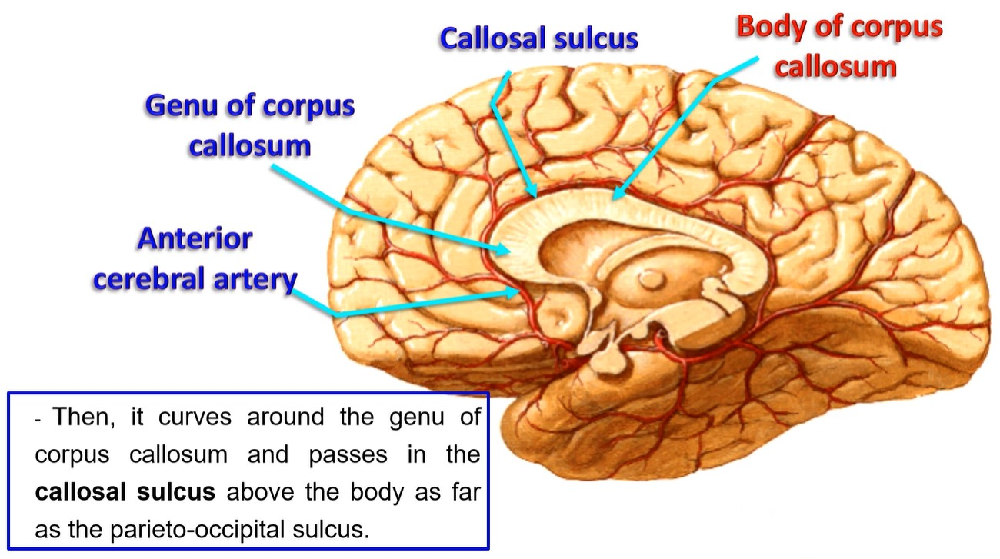 Callosal sulcus
Body of corpus
callosum
Genu of corpus
callosum
Anterior
cerebral artery
- Then, it curves around the genu of
corpus callosum and passes in the
callosal sulcus above the body as far
as the parieto-occipital sulcus.